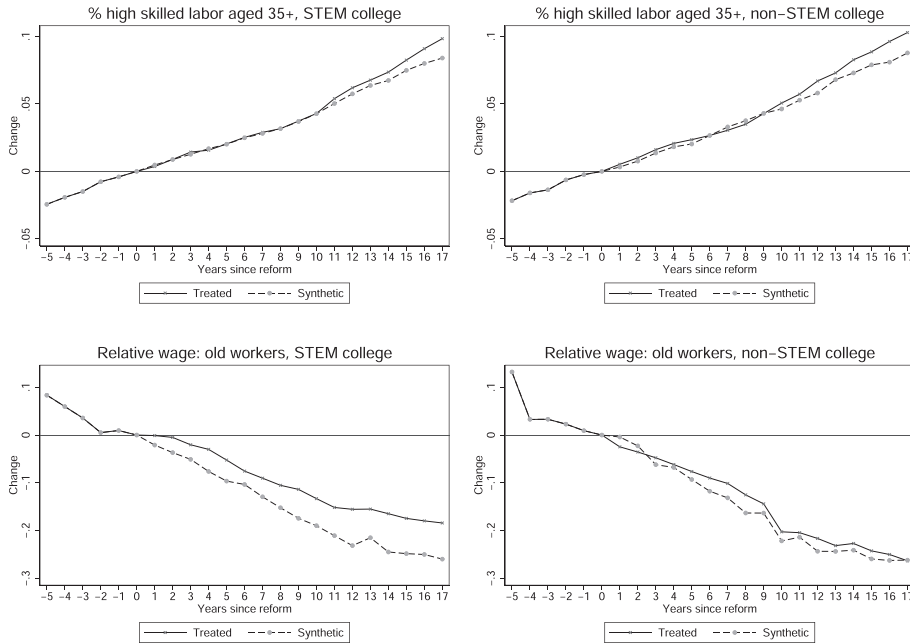 % high skilled labor aged 35+, STEM college
Change
.1
.05
0
-.05
-5 -4 -3 -2 -1 0 1 2 3 4 5 6 7 8 9 10 11 12 13 14 15 16 17
Years since reform
Treated Synthetic
% high skilled labor aged 35+, non-STEM college
Change
.1
.05
0
-.05
-5 -4 -3 -2 -1 0 1 2 3 4 5 6 7 8 9 10 11 12 13 14 15 16 17
Years since reform
Treated Synthetic
Relative wage: old workers, STEM college
Change
.1
0
-.1
-.2
-.3
-5 -4 -3 -2 -1 0 1 2 3 4 5 6 7 8 9 10 11 12 13 14 15 16 17
Years since reform
Treated Synthetic
Relative wage: old workers, non-STEM college
Change
.1
0
-.1
-.2
-.3
-5 -4 -3 -2 -1 0 1 2 3 4 5 6 7 8 9 10 11 12 13 14 15 16 17
Years since reform
Treated Synthetic